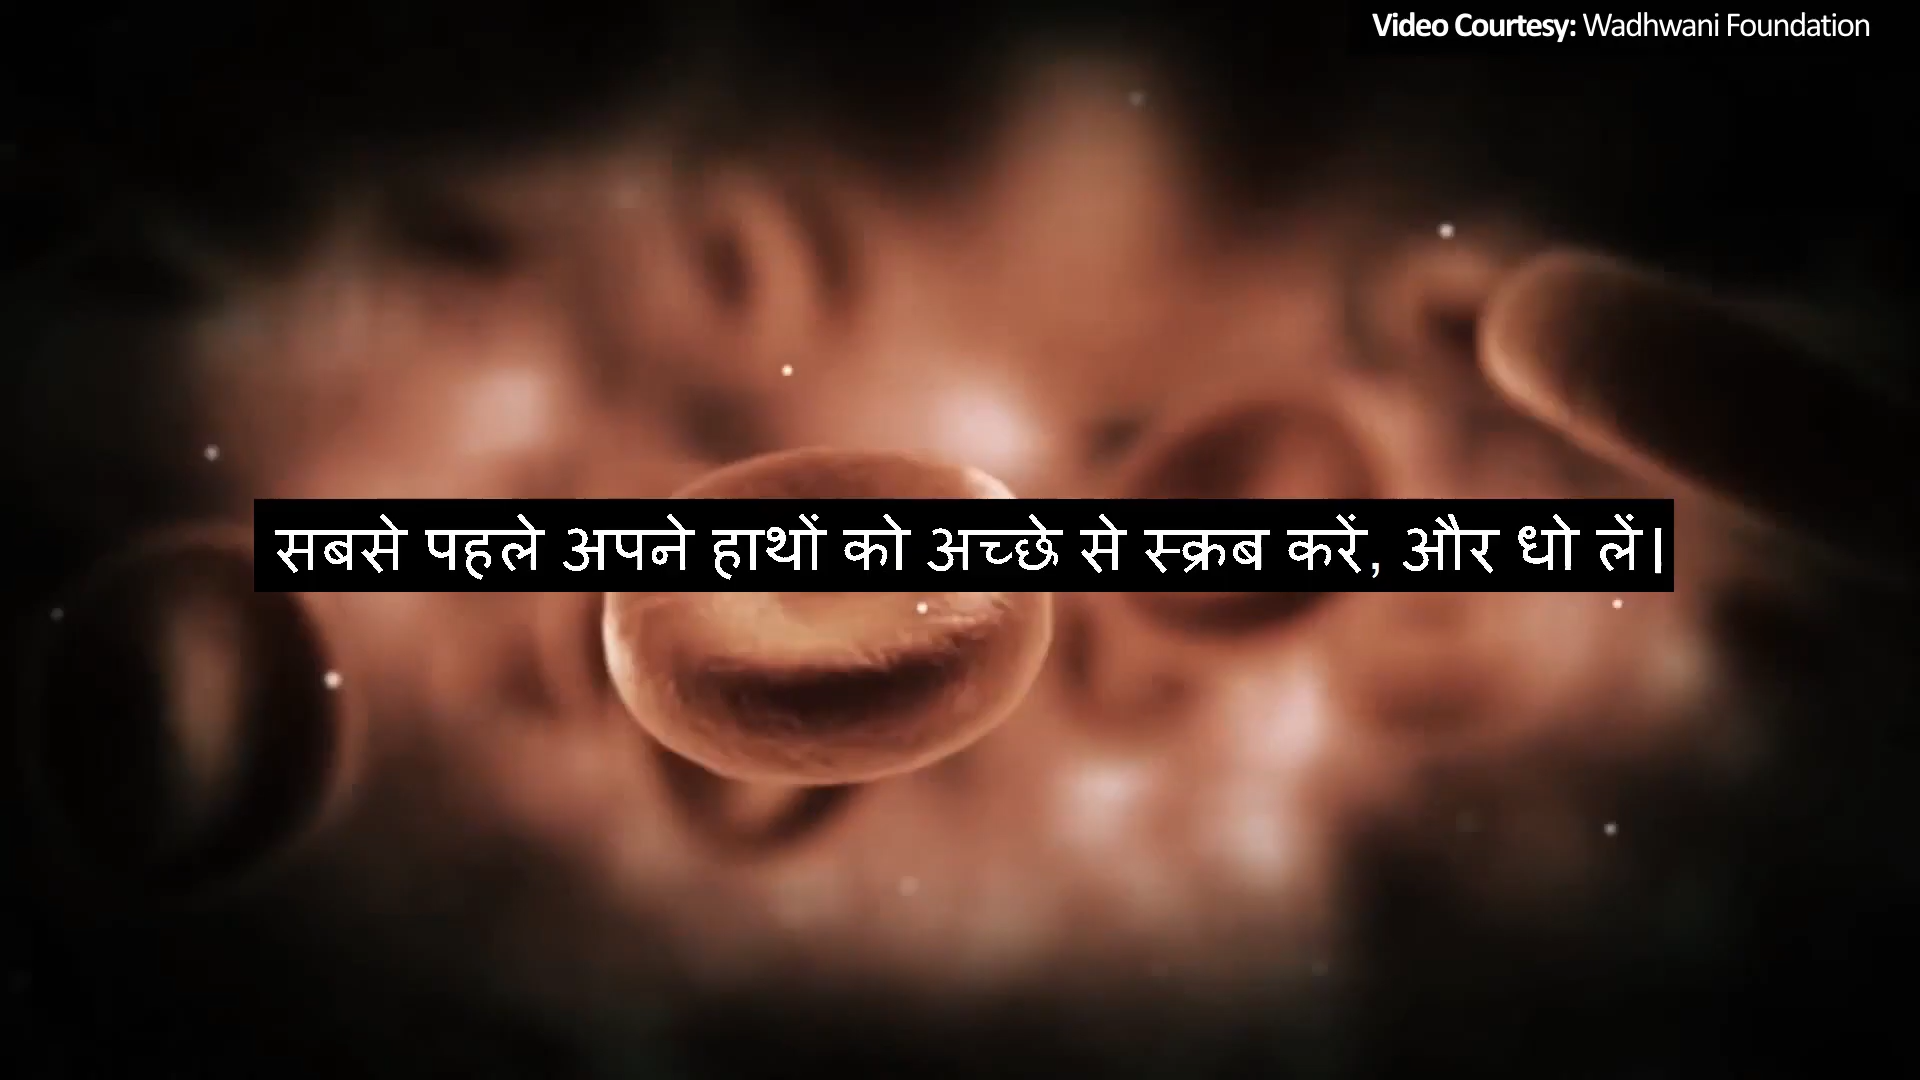 Video Courtesy: Wadhwani Foundation
सबसे पहले अपने हाथों को अच्छे से स्क्रब करें, और धो लें।